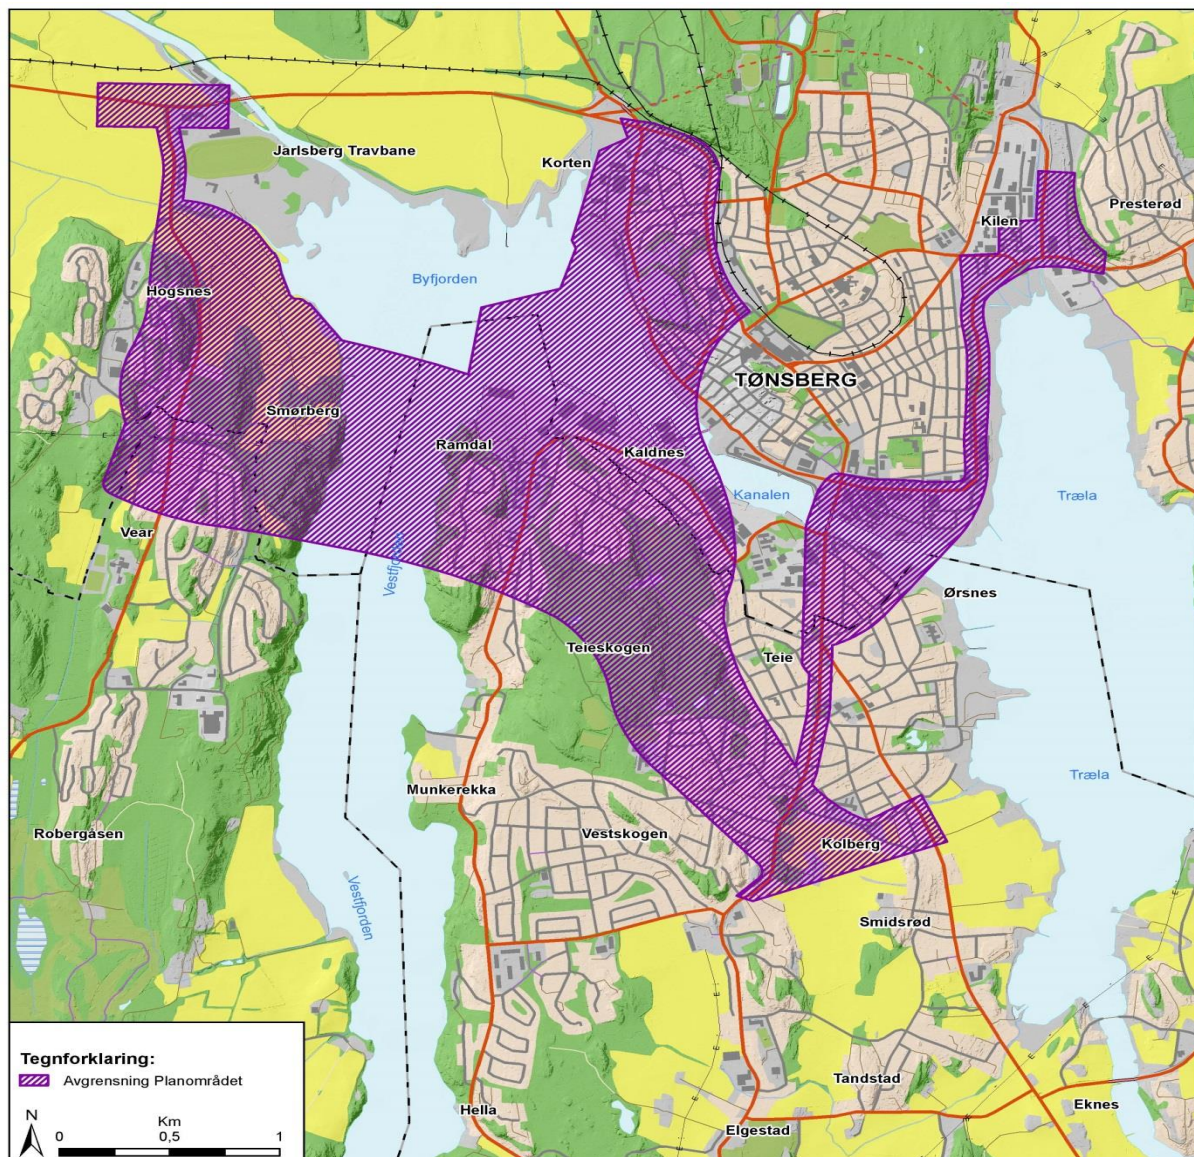 Jarlsberg Travbane
Korten
Presterød
Kilen
Byfjorden
Hogsnes
TØNSBERG
Smørberg
Ramdal
Kaldnes
Kanalen
Træla
Vear
Vestfjorden
Ørsnes
Teieskogen
Teie
Træla
Munkerekka
Robergåsen
Vestskogen
Kolberg
Vestfjorden
Smidsrød
Tegnforklaring:
Avgrensning Planområdet
Tandstad
Hella
Eknes
Elgestad
N
Km
0 0,5 1